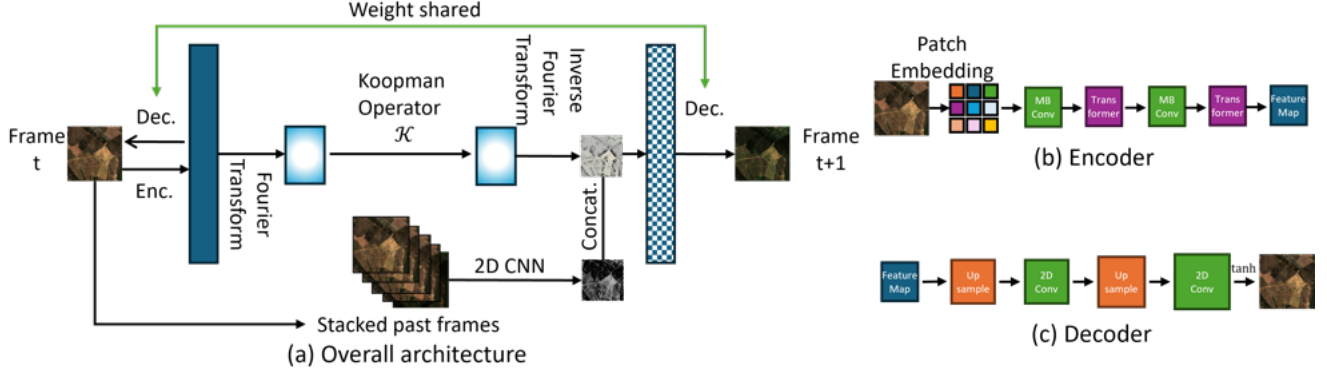 Weight shared
Frame
t
Dec.
Enc.
Fourier
Transform
Koopman
Operator
𝒦
Inverse
Fourier
Transform
Concat.
2D CNN
Stacked past frames
Dec.
Frame
t+1
(a) Overall architecture
Patch
Embedding
MB
Conv
Trans
former
MB
Conv
Trans
former
Feature
Map
(b) Encoder
Feature
Map
Up
sample
2D
Conv
Up
sample
2D
Conv
tanh
(c) Decoder